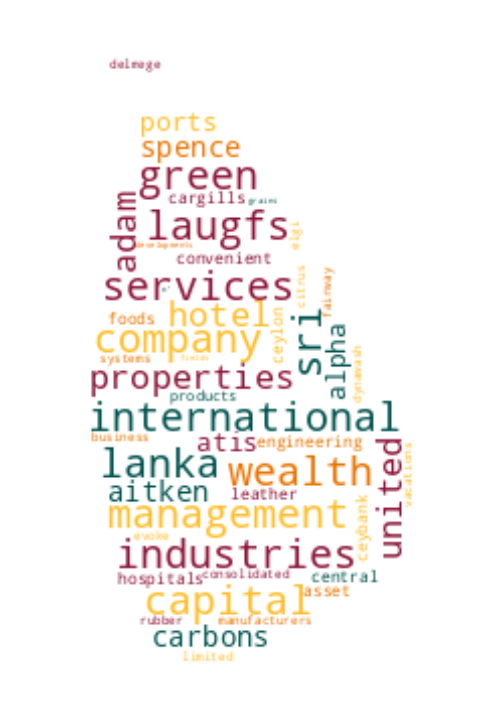 delmege
ports
spence
green
cargills grains
adam
laugfs
elgi
developments
convenient
services
citrus
fairway
hotel
foods
ceylon
sri
company
alpha
systems fields
dynawash
properties
products
international
business
atis engineering
united
lanka
wealth
vacations
aitken leather
management
ceybank
evoke
industries
hospitals consolidated central
capital asset
rubber manufacturers
carbons
limited